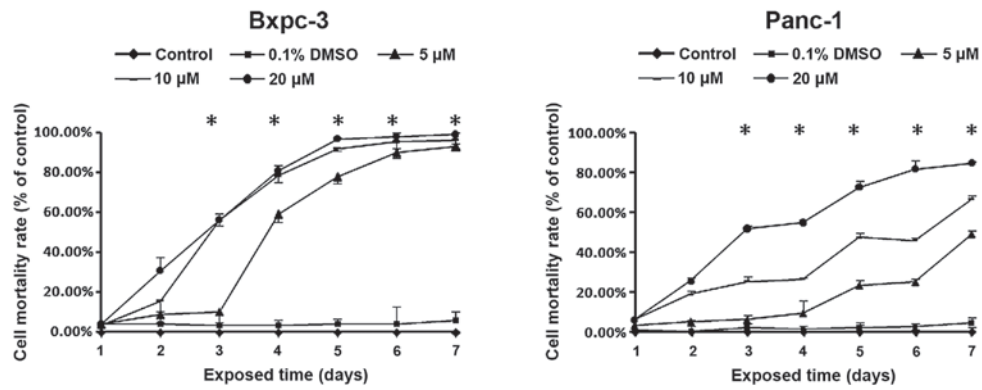 Bxpc-3
Control 0.1% DMSO 5 µM
10 µM 20 µM
Cell mortality rate (% of control)
* * * * *
100.00%
80.00%
60.00%
40.00%
20.00%
0.00%
1 2 3 4 5 6 7
Exposed time (days)
Panc-1
Control 0.1% DMSO 5 µM
10 µM 20 µM
Cell mortality rate (% of control)
* * * * *
100.00%
80.00%
60.00%
40.00%
20.00%
0.00%
1 2 3 4 5 6 7
Exposed time (days)